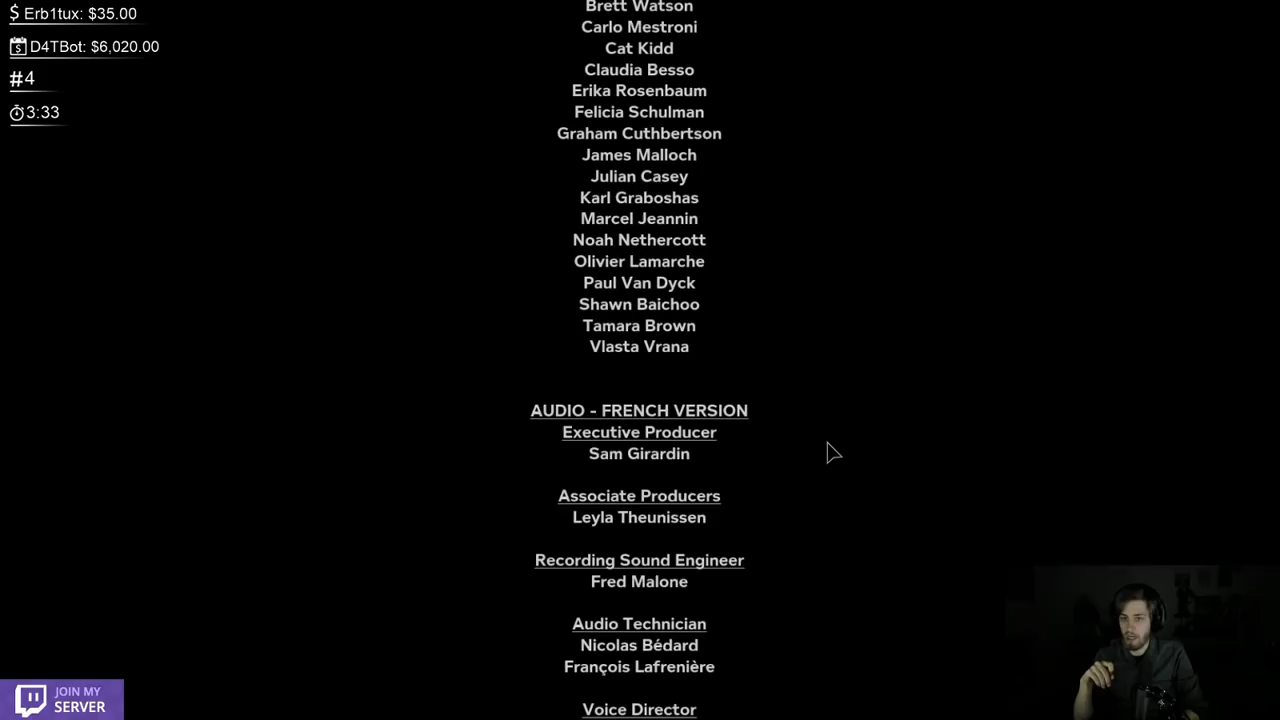 $ Erb1tux: $35.00
D4TBot: $6,020.00
#4
3:33
Brett Watson
Carlo Mestroni
Cat Kidd
Claudia Besso
Erika Rosenbaum
Felicia Schulman
Graham Cuthbertson
James Malloch
Julian Casey
Karl Graboshas
Marcel Jeannin
Noah Nethercott
Olivier Lamarche
Paul Van Dyck
Shawn Baichoo
Tamara Brown
Vlasta Vrana
AUDIO - FRENCH VERSION
Executive Producer
Sam Girardin
Associate Producers
Leyla Theunissen
Recording Sound Engineer
Fred Malone
Audio Technician
Nicolas Bédard
François Lafrenière
Voice Director
JOIN MY
SERVER